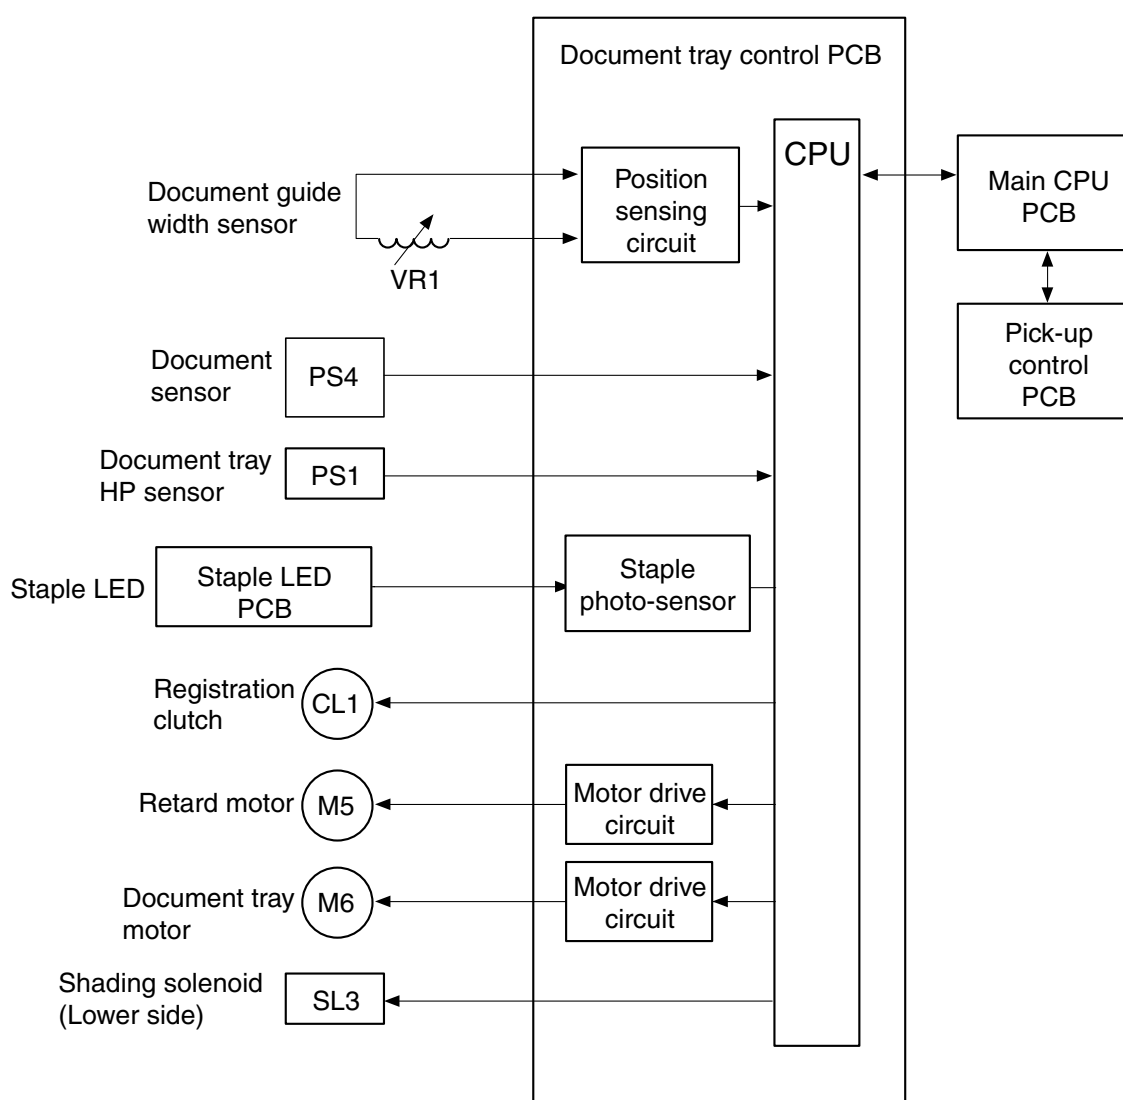 Document tray control PCB
CPU
Document guide
width sensor
VR1
Position
sensing
circuit
Main CPU
PCB
Pick-up
control
PCB
Document
sensor
PS4
Document tray
HP sensor
PS1
Staple LED
Staple LED
PCB
Staple
photo-sensor
Registration
clutch
CL1
Retard motor
M5
Motor drive
circuit
Document tray
motor
M6
Motor drive
circuit
Shading solenoid
(Lower side)
SL3